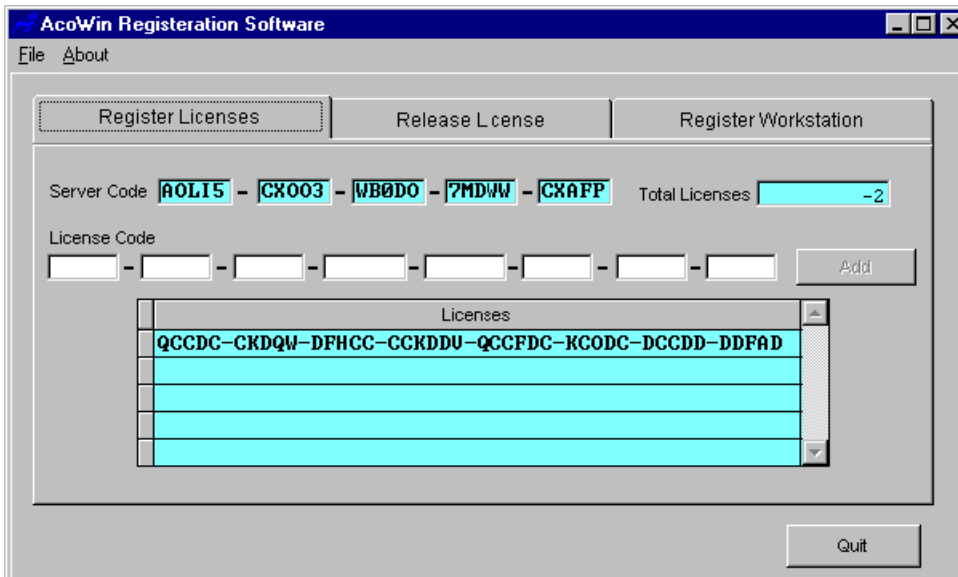 AcoWin Registeration Software
File About
Register Licenses Release License Register Workstation
Server Code AOLI5 - CXOO3 - WB0DO - 7MDWW - CXAFP Total Licenses -2
License Code
- - - - - - - Add
Licenses
QCCDC-CKDQW-DFHCC-CCKDDV-QCCFDC-KCODC-DCCDD-DDFAD
Quit